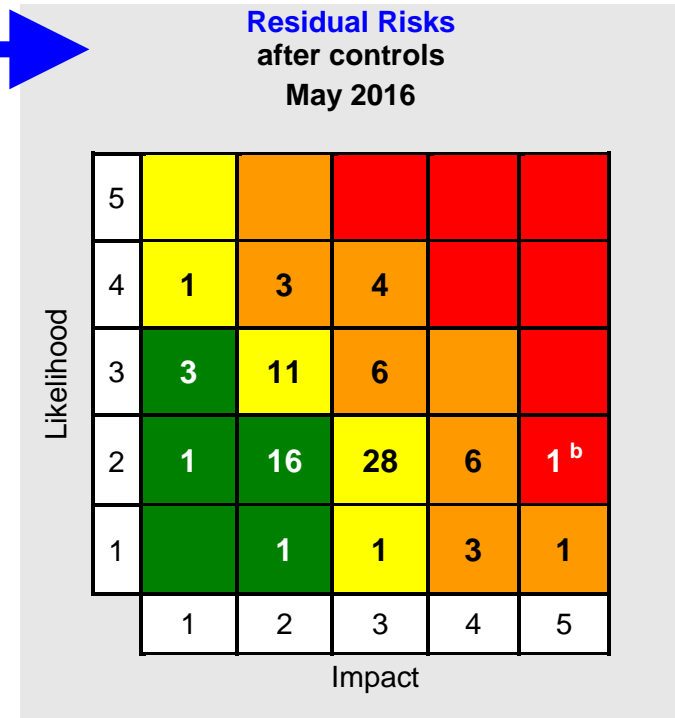 Residual Risks
after controls
May 2016
Likelihood
5
4 1 3 4
3 3 11 6
2 1 16 28 6 1 b
1 1 1 3 1
1 2 3 4 5
Impact